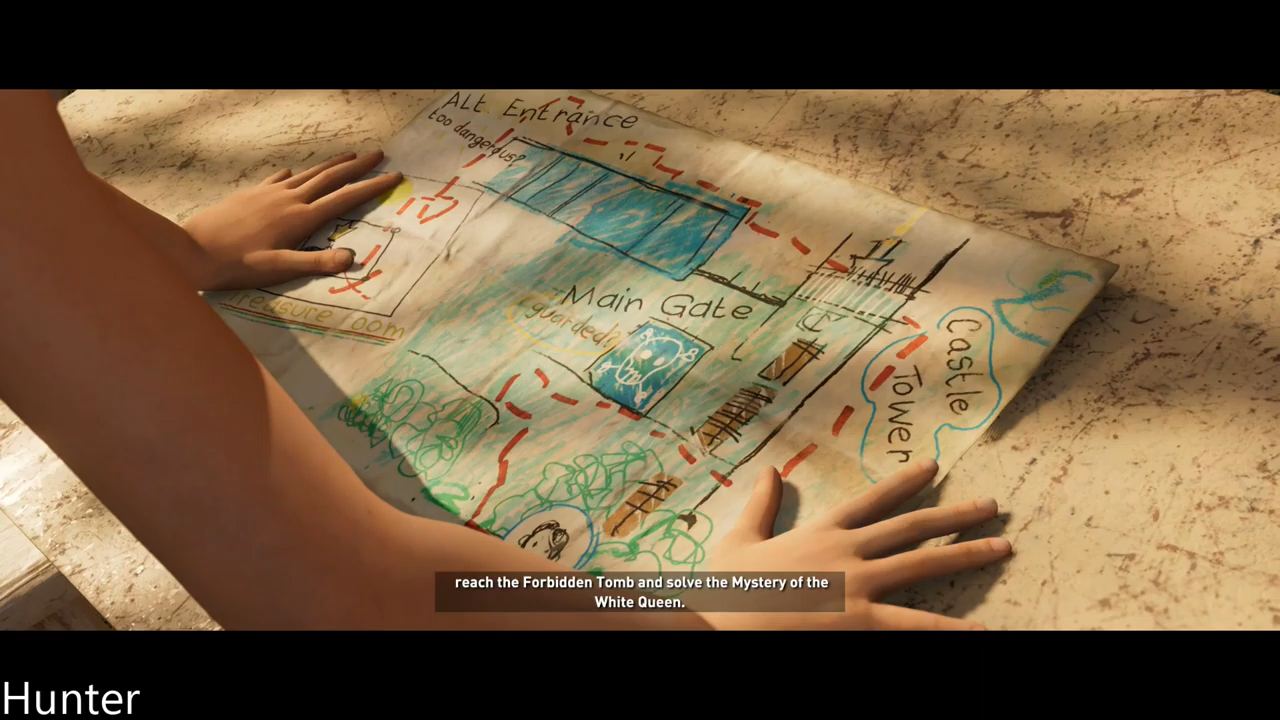 ALt. Entrance
too dangerous?
Main Gate
(guarded!)
Treasure room
Castle
Tower
reach the Forbidden Tomb and solve the Mystery of the
White Queen.
Hunter